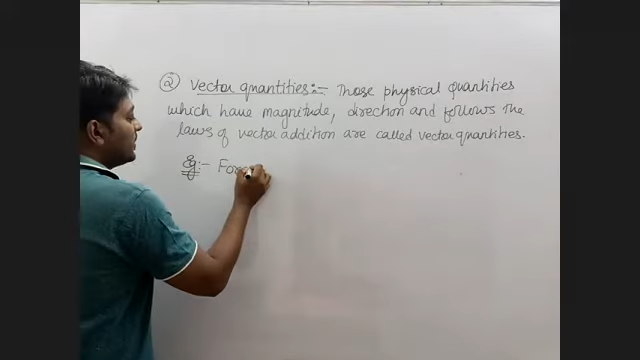 ② Vector quantities:- Those physical quantities
which have magnitude, direction and follows the
laws of vector addition are called vector quantities.
Eg:- Force